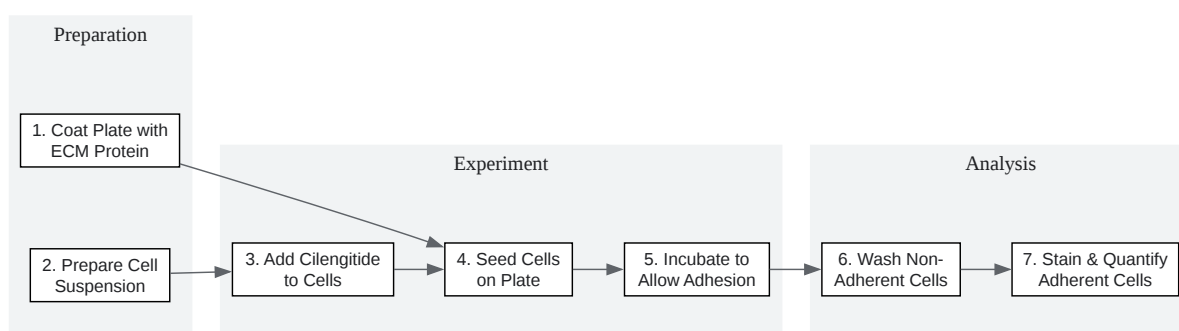 Preparation
1. Coat Plate with
ECM Protein
2. Prepare Cell
Suspension
Experiment
3. Add Cilengitide
to Cells
4. Seed Cells
on Plate
5. Incubate to
Allow Adhesion
Analysis
6. Wash Non-
Adherent Cells
7. Stain & Quantify
Adherent Cells